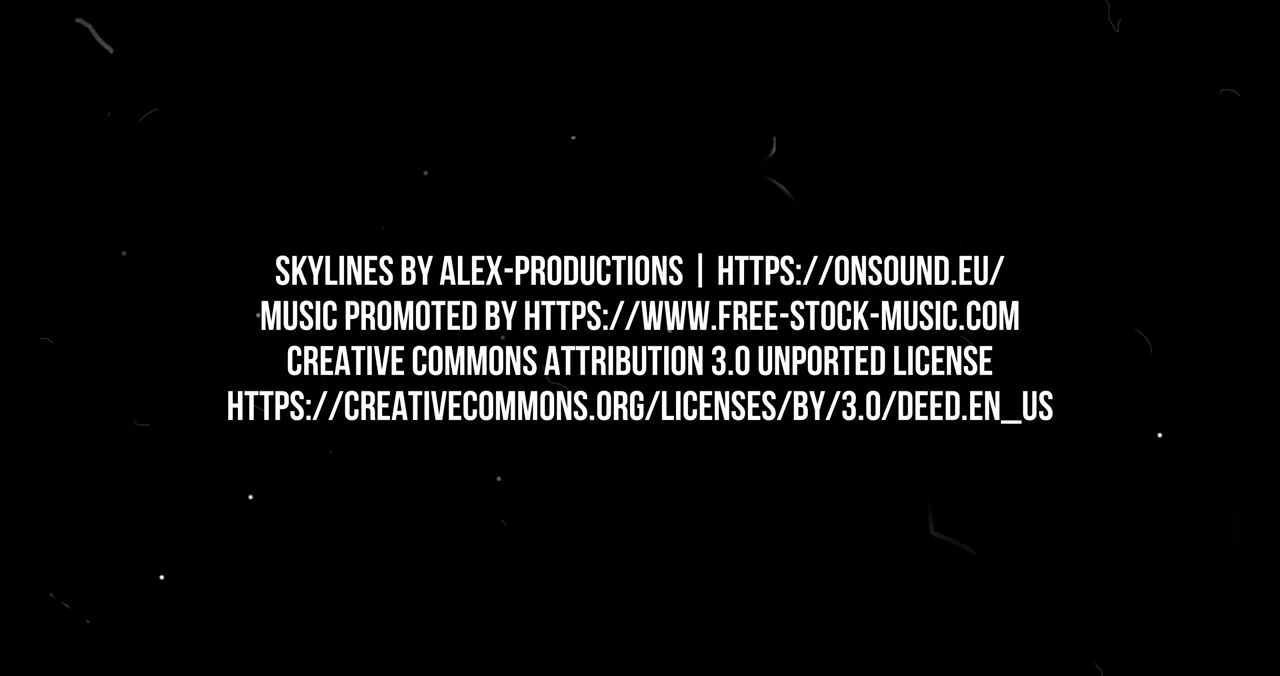 SKYLINES BY ALEX-PRODUCTIONS | HTTPS://ONSOUND.EU/
MUSIC PROMOTED BY HTTPS://WWW.FREE-STOCK-MUSIC.COM
CREATIVE COMMONS ATTRIBUTION 3.0 UNPORTED LICENSE
HTTPS://CREATIVECOMMONS.ORG/LICENSES/BY/3.0/DEED.EN_US